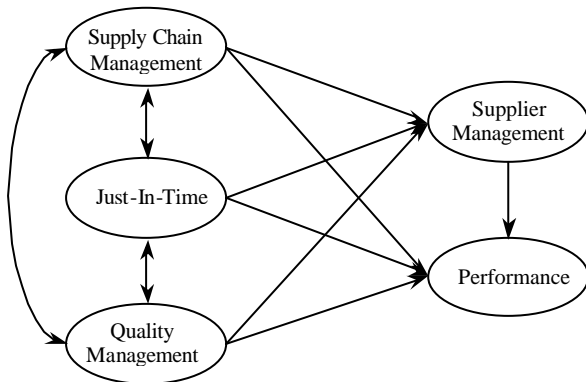 Supply Chain
Management
Supplier
Management
Just-In-Time
Performance
Quality
Management